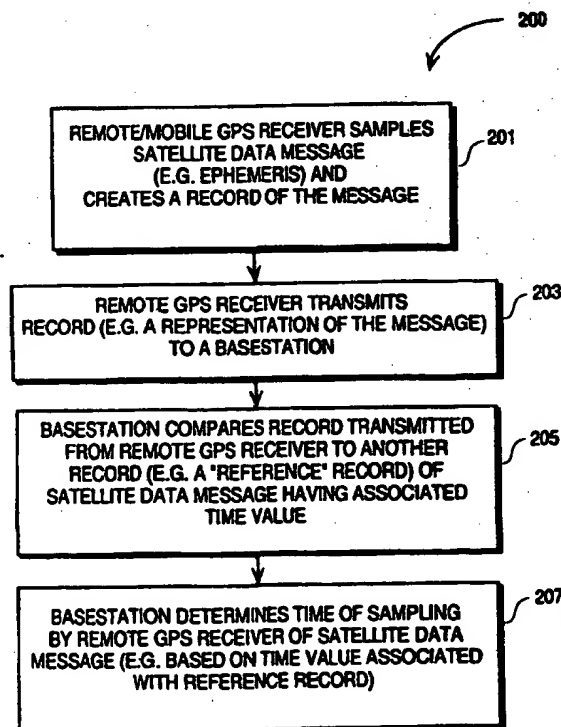 200
REMOTE/MOBILE GPS RECEIVER SAMPLES
SATELLITE DATA MESSAGE
(E.G. EPHEMERIS) AND
CREATES A RECORD OF THE MESSAGE
201
REMOTE GPS RECEIVER TRANSMITS
RECORD (E.G. A REPRESENTATION OF THE MESSAGE)
TO A BASESTATION
203
BASESTATION COMPARES RECORD TRANSMITTED
FROM REMOTE GPS RECEIVER TO ANOTHER
RECORD (E.G. A "REFERENCE" RECORD) OF
SATELLITE DATA MESSAGE HAVING ASSOCIATED
TIME VALUE
205
BASESTATION DETERMINES TIME OF SAMPLING
BY REMOTE GPS RECEIVER OF SATELLITE DATA
MESSAGE (E.G. BASED ON TIME VALUE ASSOCIATED
WITH REFERENCE RECORD)
207